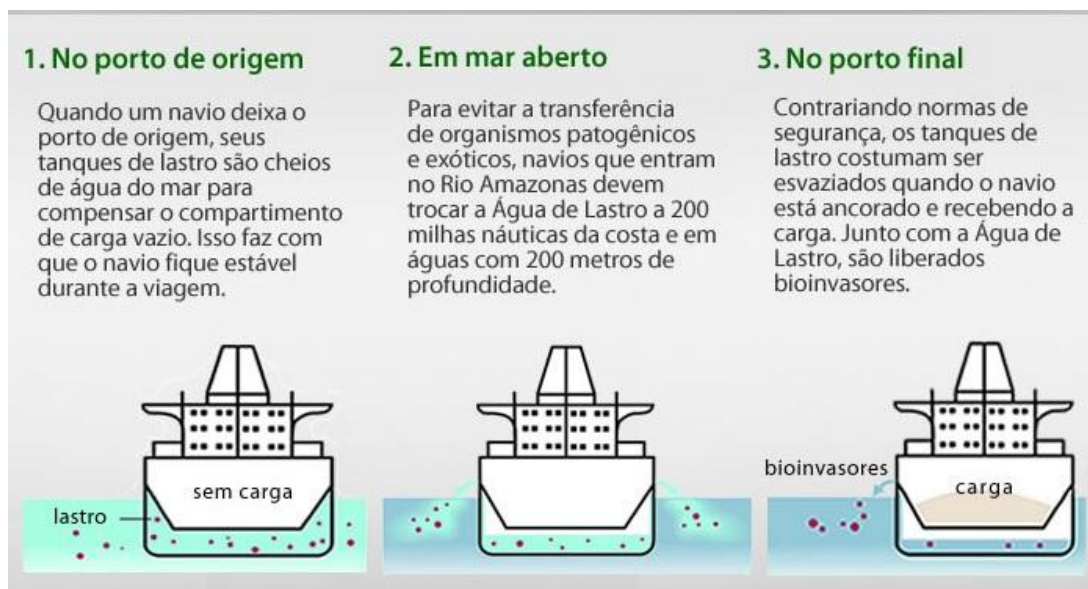 1. No porto de origem
Quando um navio deixa o
porto de origem, seus
tanques de lastro são cheios
de água do mar para
compensar o compartimento
de carga vazio. Isso faz com
que o navio fique estável
durante a viagem.
2. Em mar aberto
Para evitar a transferência
de organismos patogênicos
e exóticos, navios que entram
no Rio Amazonas devem
trocar a Água de Lastro a 200
milhas náuticas da costa e em
águas com 200 metros de
profundidade.
3. No porto final
Contrariando normas de
segurança, os tanques de
lastro costumam ser
esvaziados quando o navio
está ancorado e recebendo a
carga. Junto com a Água de
Lastro, são liberados
bioinvasores.
sem carga
lastro
bioinvasores
carga